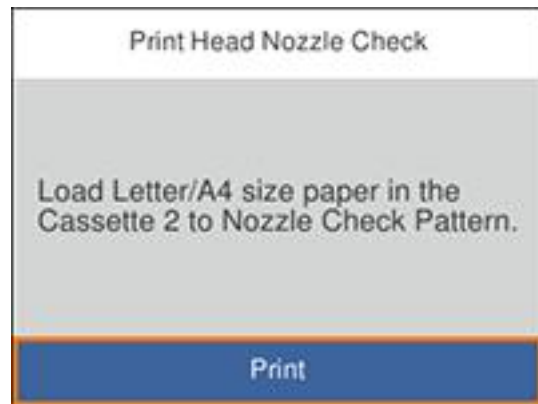 Print Head Nozzle Check
Load Letter/A4 size paper in the
Cassette 2 to Nozzle Check Pattern.
Print